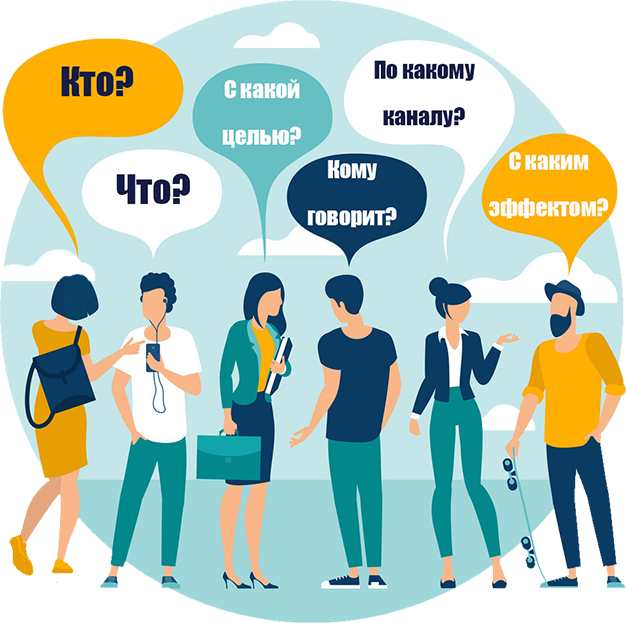 Кто?
Что?
С какой
целью?
Кому
говорит?
По какому
каналу?
С каким
эффектом?